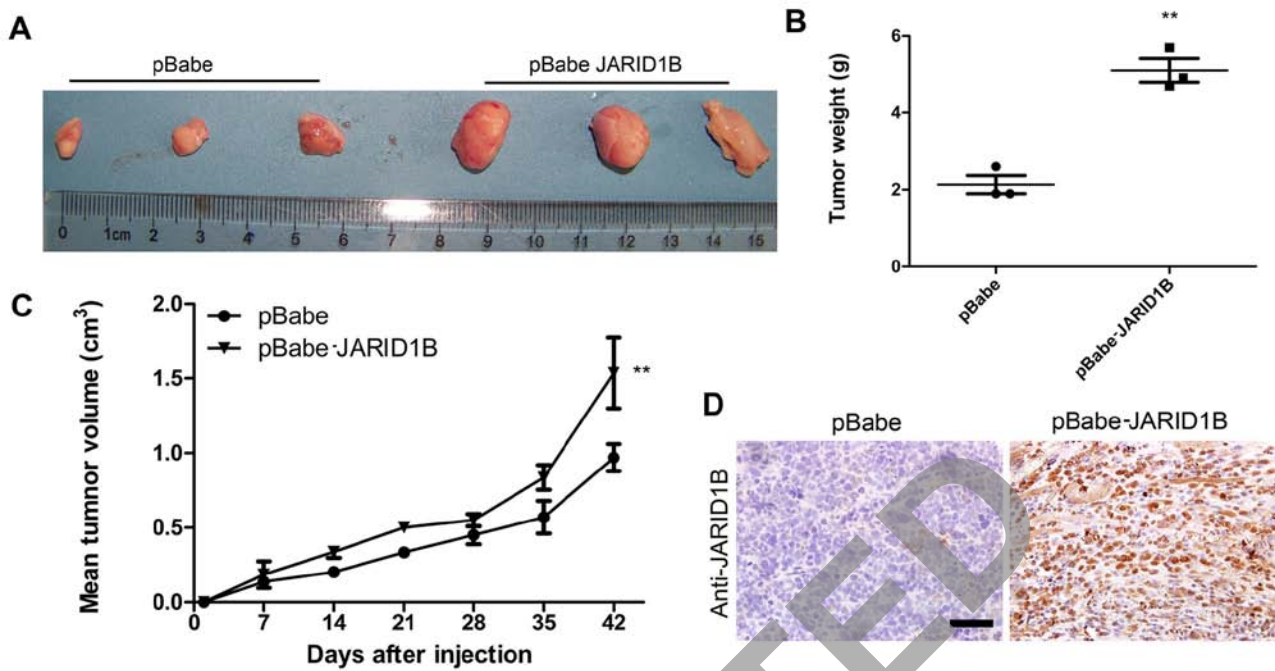 A
pBabe
pBabe JARID1B
0 1cm 2 3 4 5 6 7 8 9 10 11 12 13 14 15
B
**
Tumor weight (g)
6
4
2
0
pBabe
pBabe-JARID1B
C
Mean tumnor volume (cm³)
2.0
1.5
1.0
0.5
0.0
pBabe
pBabe-JARID1B
**
0 7 14 21 28 35 42
Days after injection
D
pBabe
pBabe-JARID1B
Anti-JARID1B